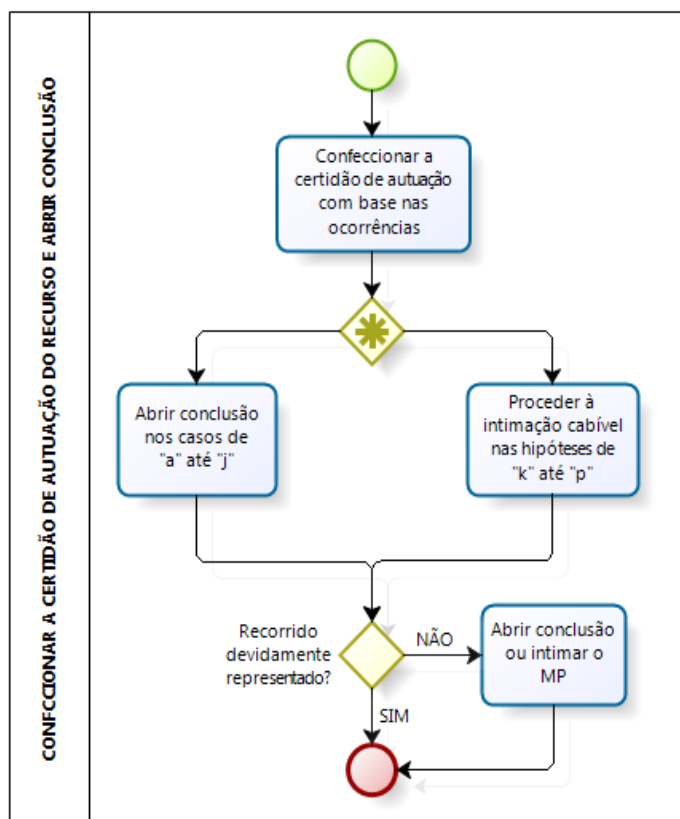 CONFCCIONAR A CERTIDÃO DE AUTUAÇÃO DO RECURSO E ABRIR CONCLUSÃO
Confeccionar a
certidão de autuação
com base nas
ocorrências
Abrir conclusão
nos casos de
"a" até "j"
Proceder à
intimação cabível
nas hipóteses de
"k" até "p"
Recorrido
devidamente
representado?
NÃO
Abrir conclusão
ou intimar o
MP
SIM